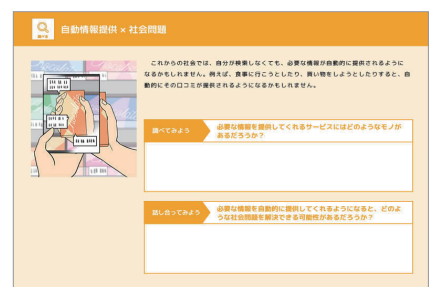 自動情報提供 × 社会問題
これからの社会では、自分が検索しなくても、必要な情報が自動的に提供されるように
なるかもしれません。例えば、食事に行こうとしたり、買い物をしようとしたりすると、自
動的にその口コミが提供されるようになるかもしれません。
調べてみよう
必要な情報を提供してくれるサービスにはどのようなモノが
あるだろうか？
話し合ってみよう
必要な情報を自動的に提供してくれるようになると、どのよ
うな社会問題を解決できる可能性があるだろうか？